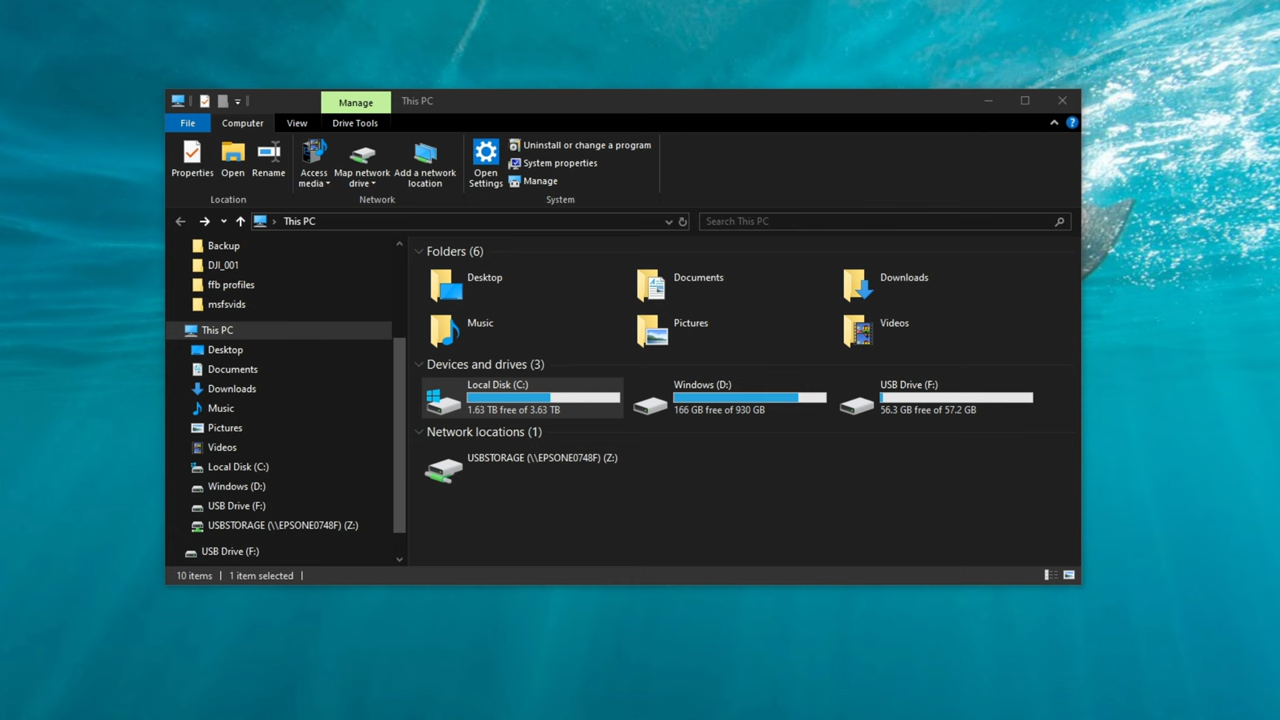 Manage This PC
File Computer View Drive Tools
Properties Open Rename Access media Map network drive Add a network location Open Settings
Uninstall or change a program
System properties
Manage
Location Network System
This PC Search This PC
Backup
DJI_001
ffb profiles
msfsvids
This PC
Desktop
Documents
Downloads
Music
Pictures
Videos
Local Disk (C:)
Windows (D:)
USB Drive (F:)
USBSTORAGE (\\EPSONE0748F) (Z:)
USB Drive (F:)
Folders (6)
Desktop Documents Downloads
Music Pictures Videos
Devices and drives (3)
Local Disk (C:) Windows (D:) USB Drive (F:)
1.63 TB free of 3.63 TB 166 GB free of 930 GB 56.3 GB free of 57.2 GB
Network locations (1)
USBSTORAGE (\\EPSONE0748F) (Z:)
10 items 1 item selected